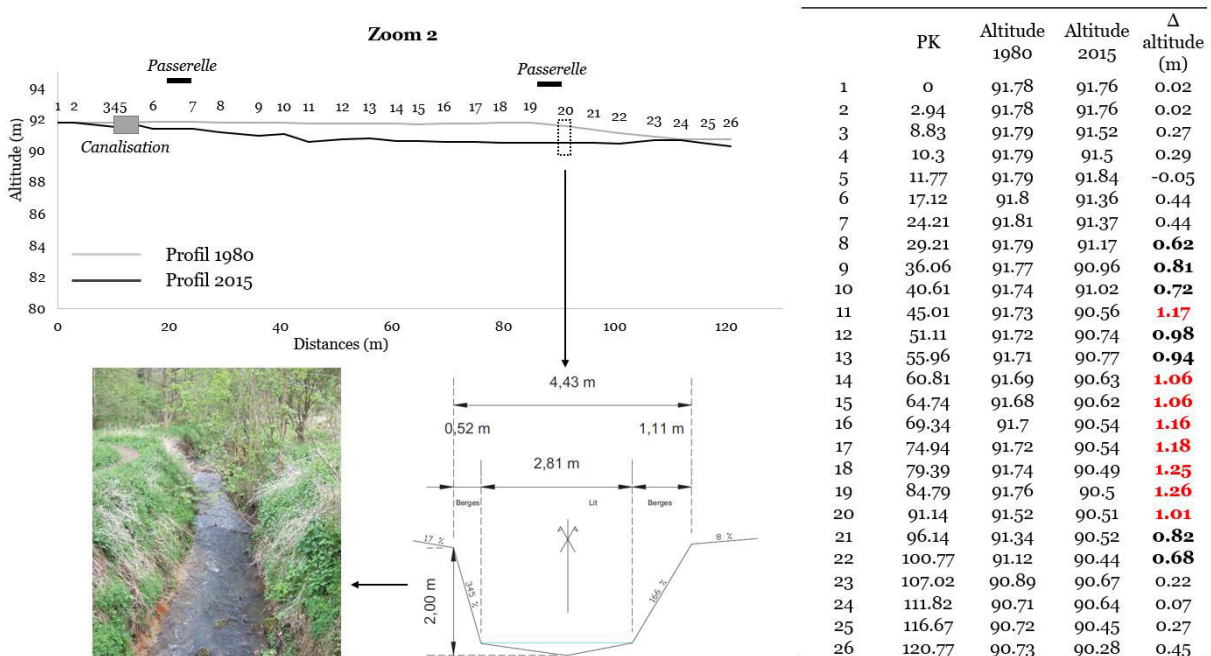 Zoom 2
Passerelle
Passerelle
94
92
90
88
86
84
82
80
Altitude (m)
1 2 345 6 7 8 9 10 11 12 13 14 15 16 17 18 19 20 21 22 23 24 25 26
Canalisation
Profil 1980
Profil 2015
0 20 40 60 80 100 120
Distances (m)
4,43 m
0,52 m 1,11 m
2,81 m
Berges Lit Berges
17 % 8 %
345 % 166 %
2,00 m
PK Altitude 1980 Altitude 2015 Δ altitude (m)
1 0 91.78 91.76 0.02
2 2.94 91.78 91.76 0.02
3 8.83 91.79 91.52 0.27
4 10.3 91.79 91.5 0.29
5 11.77 91.79 91.84 -0.05
6 17.12 91.8 91.36 0.44
7 24.21 91.81 91.37 0.44
8 29.21 91.79 91.17 0.62
9 36.06 91.77 90.96 0.81
10 40.61 91.74 91.02 0.72
11 45.01 91.73 90.56 1.17
12 51.11 91.72 90.74 0.98
13 55.96 91.71 90.77 0.94
14 60.81 91.69 90.63 1.06
15 64.74 91.68 90.62 1.06
16 69.34 91.7 90.54 1.16
17 74.94 91.72 90.54 1.18
18 79.39 91.74 90.49 1.25
19 84.79 91.76 90.5 1.26
20 91.14 91.52 90.51 1.01
21 96.14 91.34 90.52 0.82
22 100.77 91.12 90.44 0.68
23 107.02 90.89 90.67 0.22
24 111.82 90.71 90.64 0.07
25 116.67 90.72 90.45 0.27
26 120.77 90.73 90.28 0.45